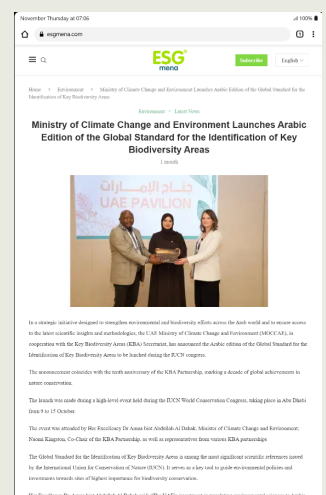 November Thursday at 07:06
100%
esgmena.com
ESG
mena
Subscribe
English
Home > Environment > Ministry of Climate Change and Environment Launches Arabic Edition of the Global Standard for the
Identification of Key Biodiversity Areas
Environment Latest News
Ministry of Climate Change and Environment Launches Arabic
Edition of the Global Standard for the Identification of Key
Biodiversity Areas
1 month
جناح الإمارات
UAE PAVILION
In a strategic initiative designed to strengthen environmental and biodiversity efforts across the Arab world and to ensure access
to the latest scientific insights and methodologies, the UAE Ministry of Climate Change and Environment (MOCCAE), in
cooperation with the Key Biodiversity Areas (KBA) Secretariat, has announced the Arabic edition of the Global Standard for the
Identification of Key Biodiversity Areas to be lunched during the IUCN congress.
The announcement coincides with the tenth anniversary of the KBA Partnership, marking a decade of global achievements in
nature conservation.
The launch was made during a high-level event held during the IUCN World Conservation Congress, taking place in Abu Dhabi
from 9 to 15 October.
The event was attended by Her Excellency Dr Amna bint Abdullah Al Dahak, Minister of Climate Change and Environment;
Naomi Kingston, Co-Chair of the KBA Partnership, as well as representatives from various KBA partnerships
The Global Standard for the Identification of Key Biodiversity Areas is among the most significant scientific references issued
by the International Union for Conservation of Nature (IUCN). It serves as a key tool to guide environmental policies and
investments towards sites of highest importance for biodiversity conservation.